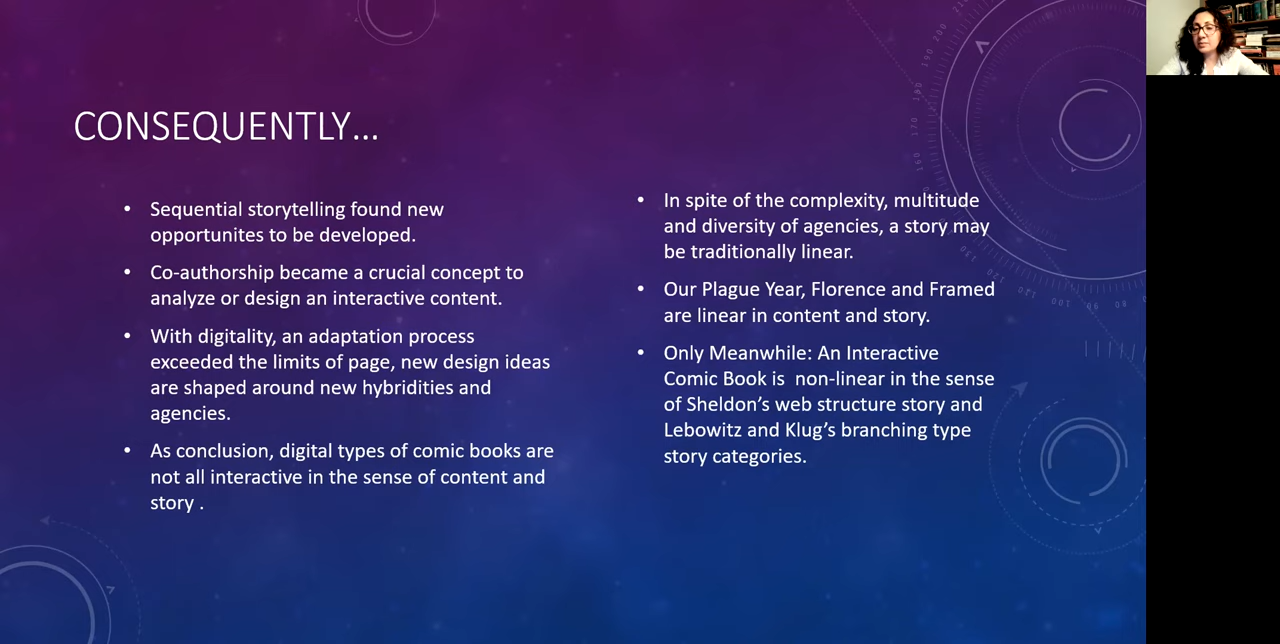 CONSEQUENTLY...
• Sequential storytelling found new
opportunites to be developed.
• Co-authorship became a crucial concept to
analyze or design an interactive content.
• With digitality, an adaptation process
exceeded the limits of page, new design ideas
are shaped around new hybridities and
agencies.
• As conclusion, digital types of comic books are
not all interactive in the sense of content and
story .
• In spite of the complexity, multitude
and diversity of agencies, a story may
be traditionally linear.
• Our Plague Year, Florence and Framed
are linear in content and story.
• Only Meanwhile: An Interactive
Comic Book is  non-linear in the sense
of Sheldon’s web structure story and
Lebowitz and Klug’s branching type
story categories.